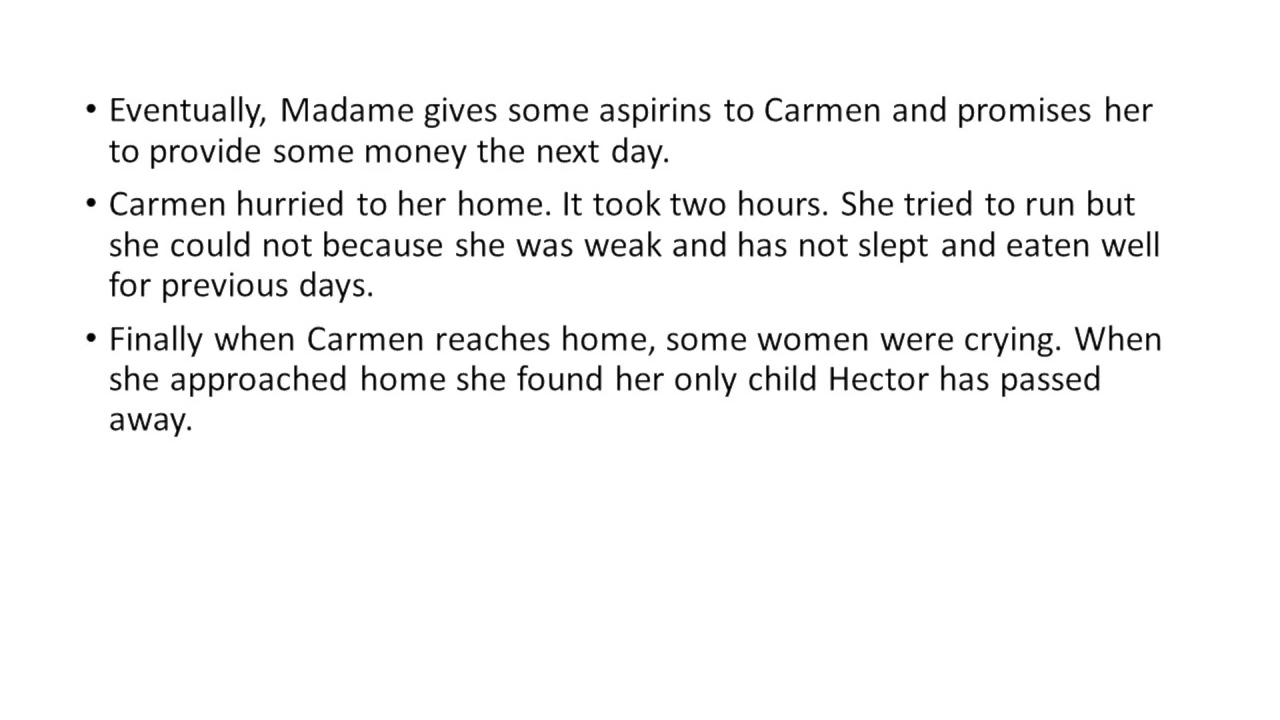 • Eventually, Madame gives some aspirins to Carmen and promises her
to provide some money the next day.
• Carmen hurried to her home. It took two hours. She tried to run but
she could not because she was weak and has not slept and eaten well
for previous days.
• Finally when Carmen reaches home, some women were crying. When
she approached home she found her only child Hector has passed
away.